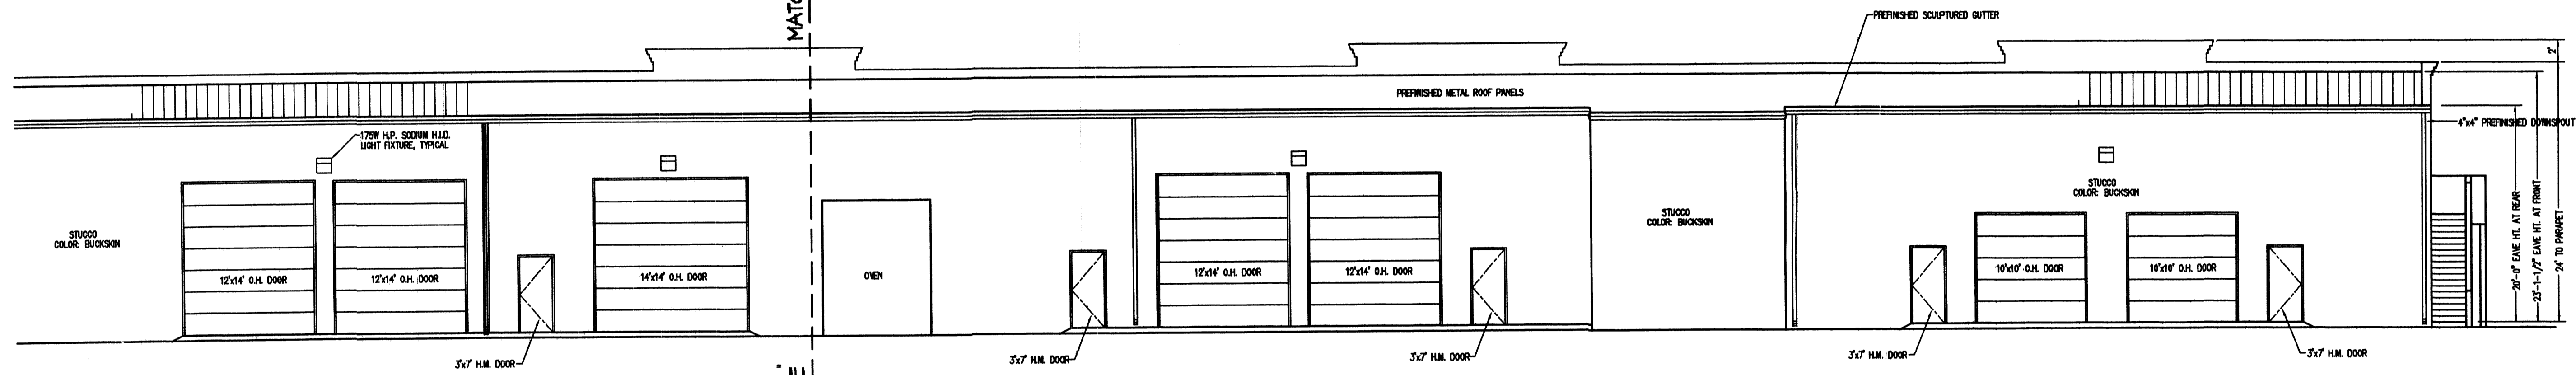 MATC
PREFINISHED SCULPTURED GUTTER
2'
PREFINISHED METAL ROOF PANELS
175W H.P. SODIUM H.I.D.
LIGHT FIXTURE, TYPICAL
4"x4" PREFINISHED DOWNSPOUT
STUCCO
COLOR: BUCKSKIN
12'x14' O.H. DOOR
12'x14' O.H. DOOR
14'x14' O.H. DOOR
OVEN
12'x14' O.H. DOOR
12'x14' O.H. DOOR
STUCCO
COLOR: BUCKSKIN
STUCCO
COLOR: BUCKSKIN
10'x10' O.H. DOOR
10'x10' O.H. DOOR
20'-0" EAVE HT. AT REAR
23'-1-1/2" EAVE HT. AT FRONT
24' TO PARAPET
3'x7' H.M. DOOR
3'x7' H.M. DOOR
3'x7' H.M. DOOR
3'x7' H.M. DOOR
3'x7' H.M. DOOR